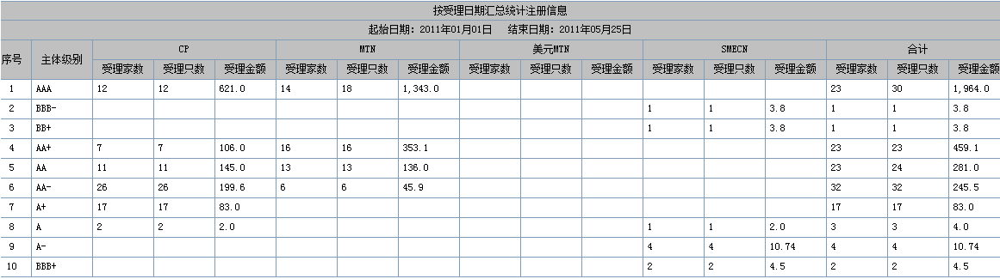 按受理日期汇总统计注册信息
起始日期: 2011年01月01日 结束日期: 2011年05月25日
序号 主体级别 CP MTN 美元MTN SMECN 合计
受理家数 受理只数 受理金额 受理家数 受理只数 受理金额 受理家数 受理只数 受理金额 受理家数 受理只数 受理金额 受理家数 受理只数 受理金额
1 AAA 12 12 621.0 14 18 1,343.0 23 30 1,964.0
2 BBB- 1 1 3.8 1 1 3.8
3 BB+ 1 1 3.8 1 1 3.8
4 AA+ 7 7 106.0 16 16 353.1 23 23 459.1
5 AA 11 11 145.0 13 13 136.0 23 24 281.0
6 AA- 26 26 199.6 6 6 45.9 32 32 245.5
7 A+ 17 17 83.0 17 17 83.0
8 A 2 2 2.0 1 1 2.0 3 3 4.0
9 A- 4 4 10.74 4 4 10.74
10 BBB+ 2 2 4.5 2 2 4.5